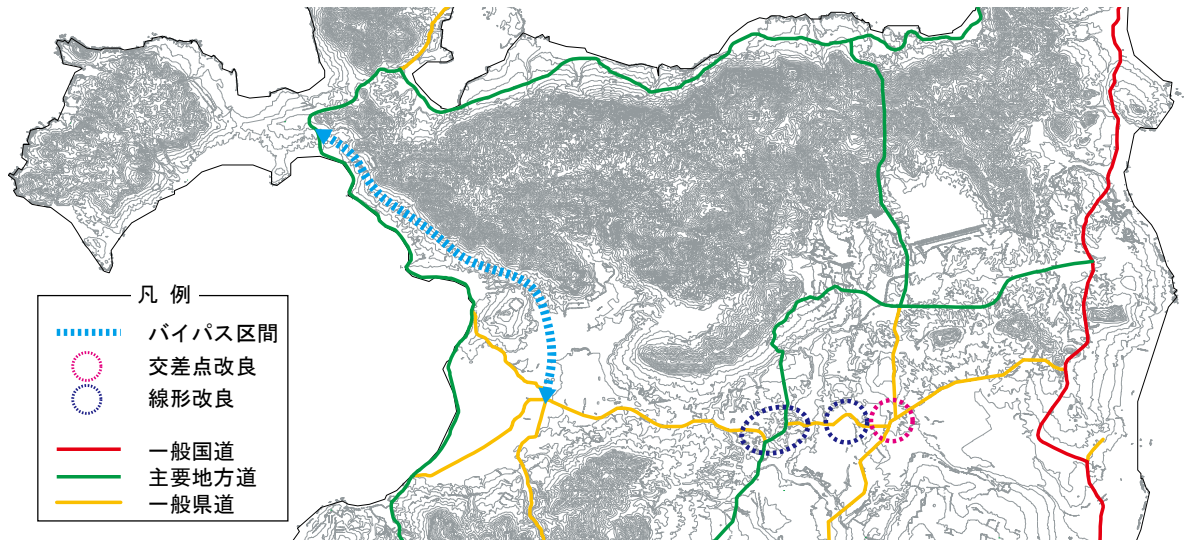 凡 例
バイパス区間
交差点改良
線形改良
一般国道
主要地方道
一般県道